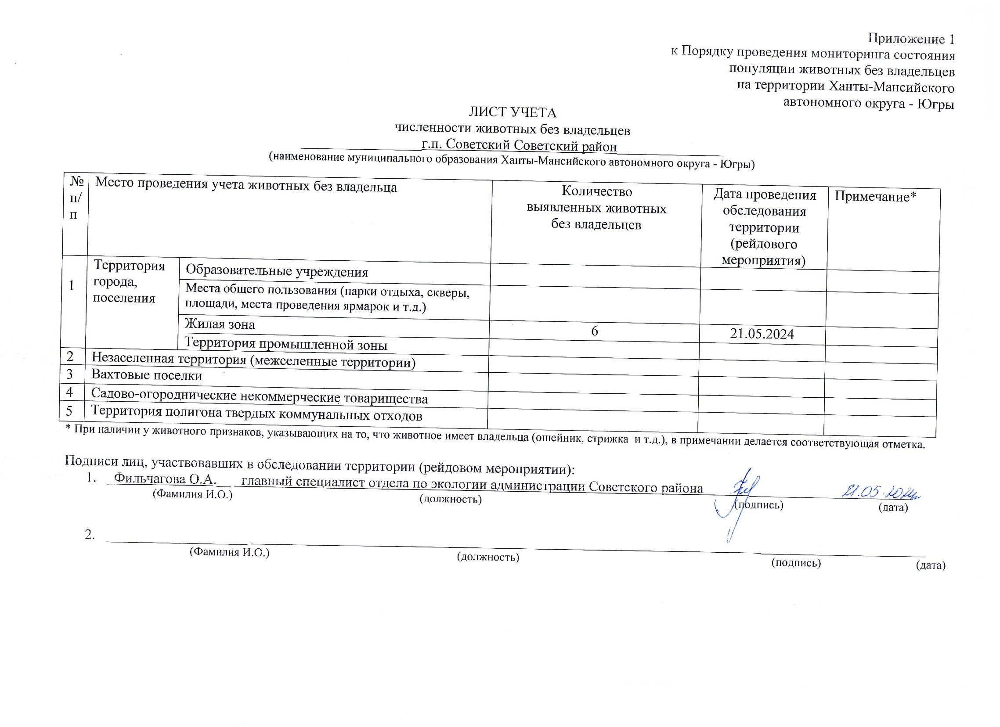 Приложение 1
к Порядку проведения мониторинга состояния
популяции животных без владельцев
на территории Ханты-Мансийского
автономного округа - Югры
ЛИСТ УЧЕТА
численности животных без владельцев
г.п. Советский Советский район
(наименование муниципального образования Ханты-Мансийского автономного округа - Югры)
№ п/п Место проведения учета животных без владельца Количество выявленных животных без владельцев Дата проведения обследования территории (рейдового мероприятия) Примечание*
1 Территория города, поселения Образовательные учреждения
Места общего пользования (парки отдыха, скверы,
площади, места проведения ярмарок и т.д.)
Жилая зона 6 21.05.2024
Территория промышленной зоны
2 Незаселенная территория (межселенные территории)
3 Вахтовые поселки
4 Садово-огороднические некоммерческие товарищества
5 Территория полигона твердых коммунальных отходов
* При наличии у животного признаков, указывающих на то, что животное имеет владельца (ошейник, стрижка и т.д.), в примечании делается соответствующая отметка.
Подписи лиц, участвовавших в обследовании территории (рейдовом мероприятии):
1. Фильчагова О.А. главный специалист отдела по экологии администрации Советского района 21.05.2024г.
(Фамилия И.О.) (должность) (подпись) (дата)
2.
(Фамилия И.О.) (должность) (подпись) (дата)